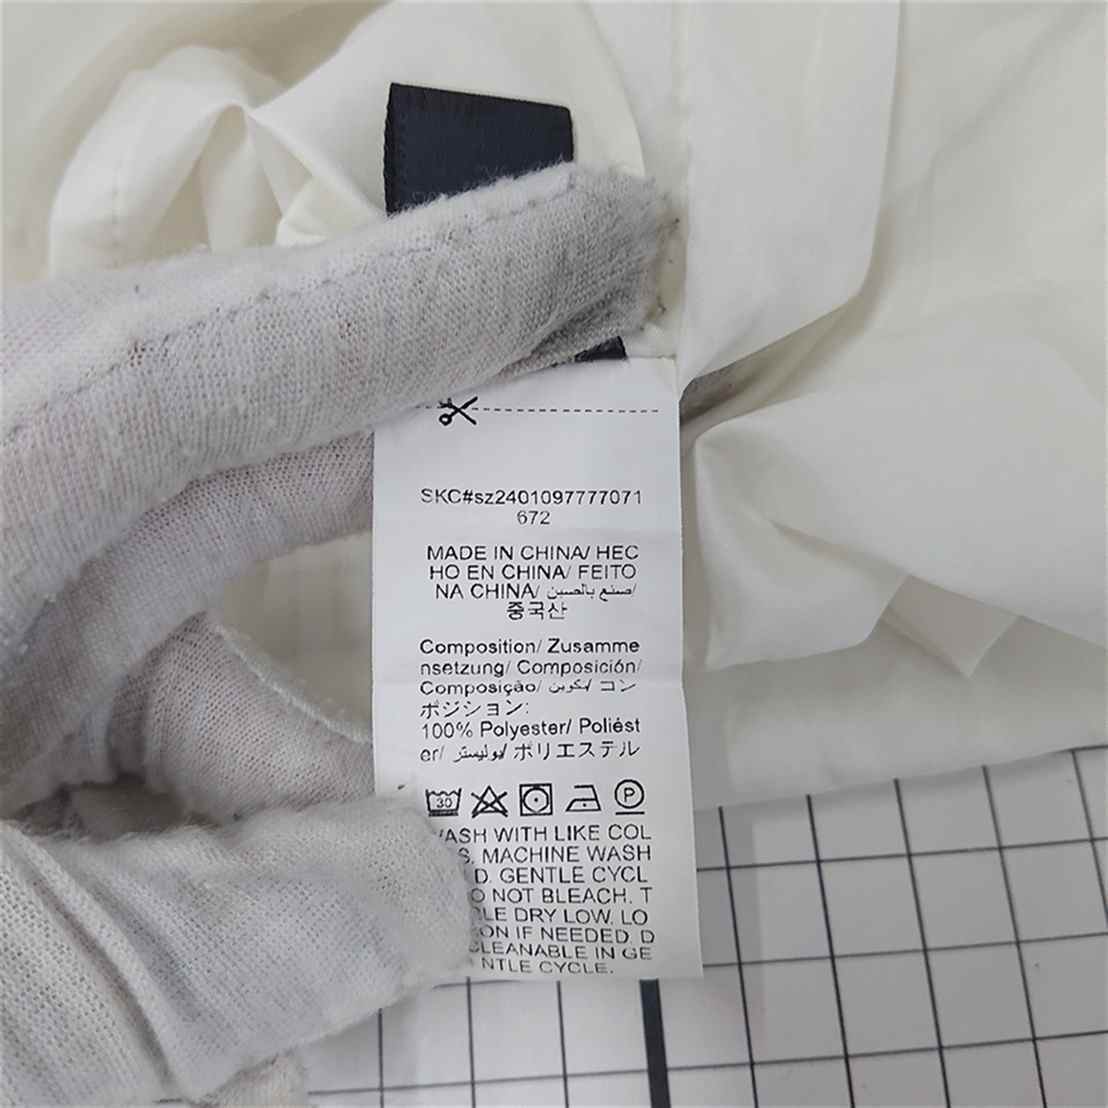 SKC#sz2401097777071
672
MADE IN CHINA/ HEC
HO EN CHINA/ FEITO
NA CHINA/ صنع بالصين/
중국산
Composition/ Zusamme
nsetzung/ Composición/
Composição/ تكوين/ コン
ポジション:
100% Polyester/ Poliést
er/ بوليستر/ ポリエステル
30 P
WITH LIKE COL
MACHINE WASH
GENTLE CYCL
NOT BLEACH. T
DRY LOW. LO
IF NEEDED. D
CLEANABLE IN GE
NTLE CYCLE.